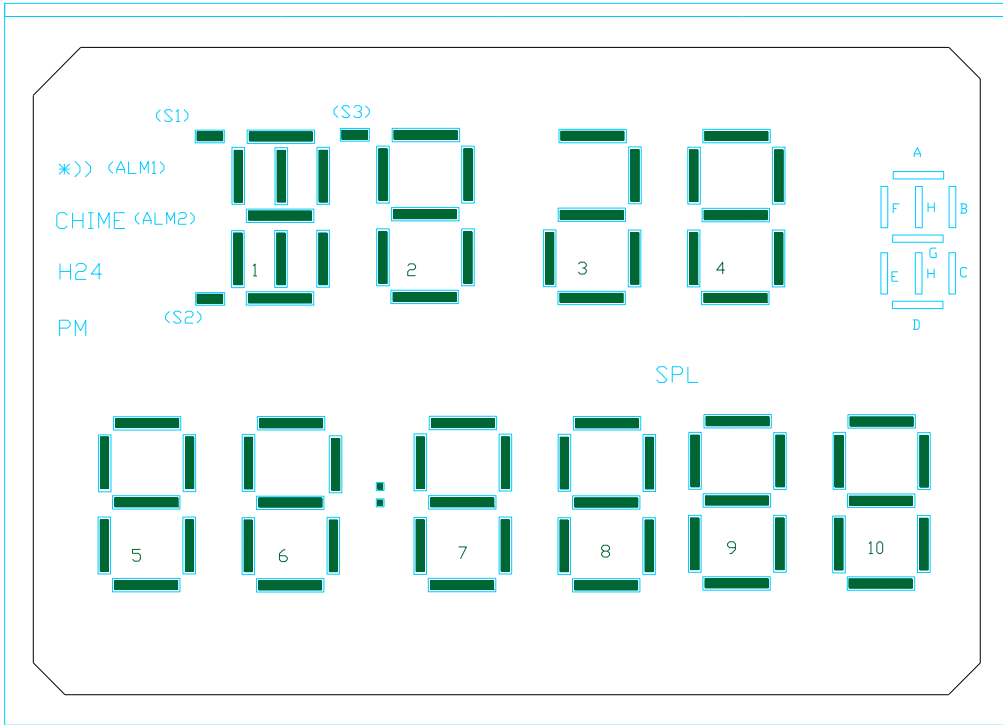 (S1)
(S3)
*)) (ALM1)
CHIME (ALM2)
H24
PM
(S2)
1
2
3
4
A
F H B
G
E H C
D
SPL
5
6
:
7
8
9
10